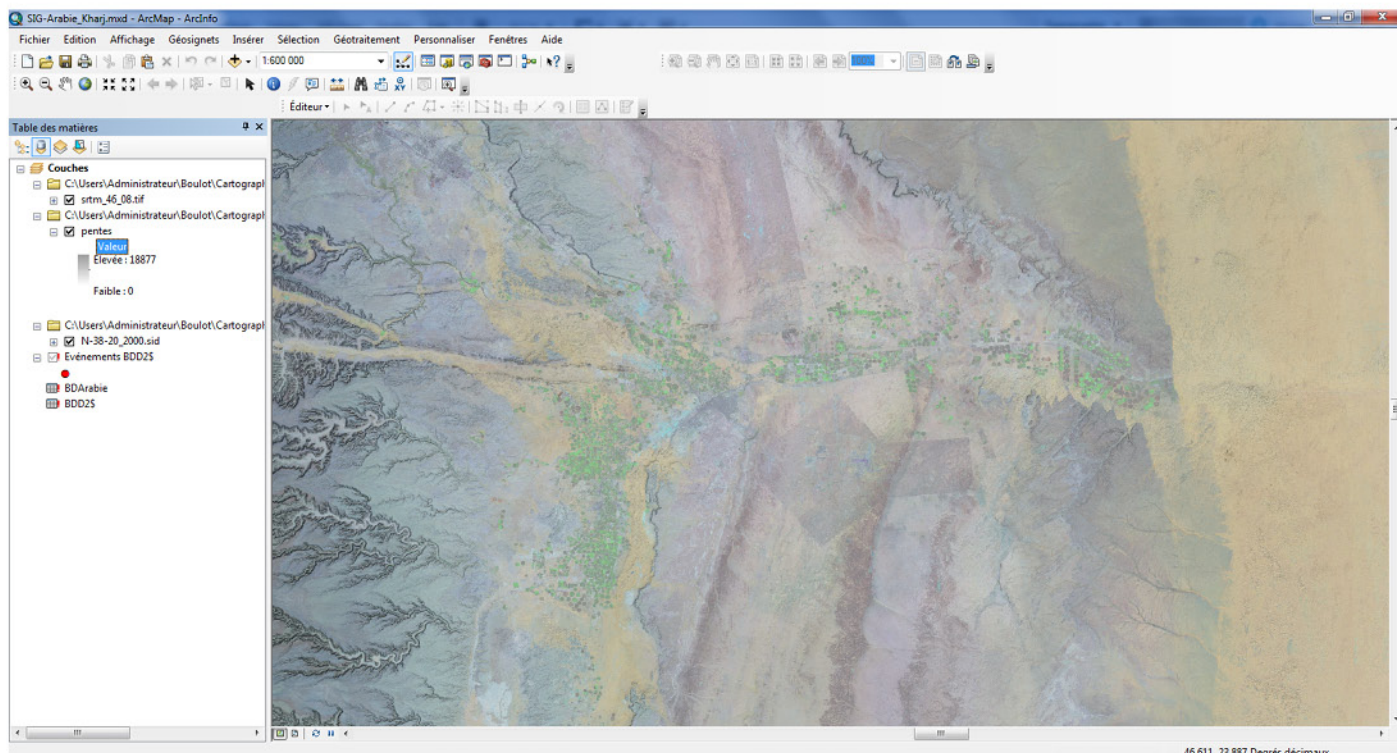 SIG-Arabie_Kharj.mxd - ArcMap - ArcInfo
Fichier Edition Affichage Géosignets Insérer Sélection Géotraitement Personnaliser Fenêtres Aide
1:600 000
Éditeur
Table des matières
Couches
C:\Users\Administrateur\Boulot\Cartograpl
srtm_46_08.tif
C:\Users\Administrateur\Boulot\Cartograpl
pentes
Valeur
Élevée : 18877
Faible : 0
C:\Users\Administrateur\Boulot\Cartograpl
N-38-20_2000.sid
Evénements BDD2$
BDArabie
BDD2$
46,611 23,887 Degrés décimaux